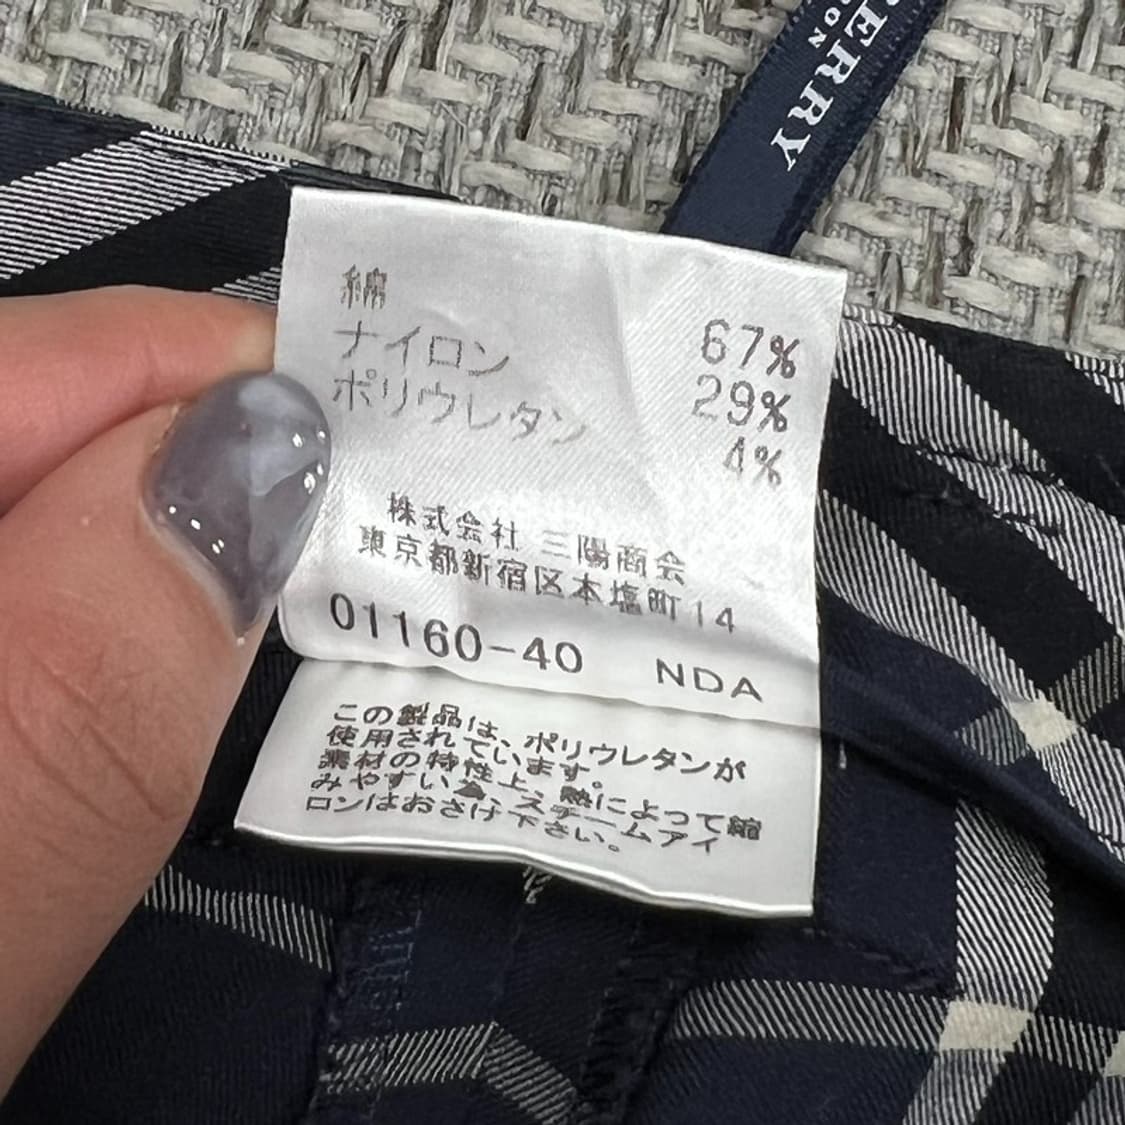 BERRY
DON
綿 67%
ナイロン 29%
ポリウレタン 4%
株式会社 三陽商会
東京都新宿区本塩町14
01160-40 NDA
この製品は、ポリウレタンが
使用されています。
素材の特性上、熱によって縮
みやすい為、スチームアイ
ロンはおさけ下さい。